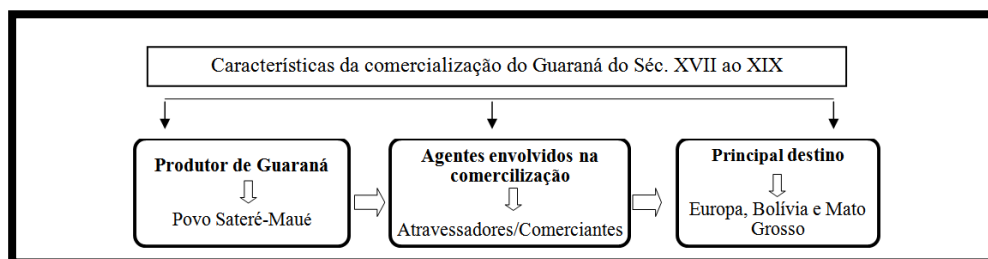 Características da comercialização do Guaraná do Séc. XVII ao XIX
Produtor de Guaraná
Povo Sateré-Maué
Agentes envolvidos na
comercilização
Atravessadores/Comerciantes
Principal destino
Europa, Bolívia e Mato
Grosso